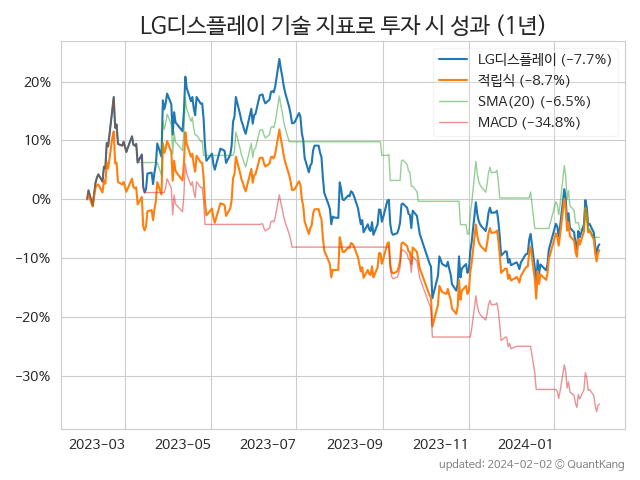 LG디스플레이 기술 지표로 투자 시 성과 (1년)
LG디스플레이 (−7.7%)
적립식 (−8.7%)
SMA(20) (−6.5%)
MACD (−34.8%)
20%
10%
0%
−10%
−20%
−30%
2023-03
2023-05
2023-07
2023-09
2023-11
2024-01
updated: 2024-02-02 © QuantKang